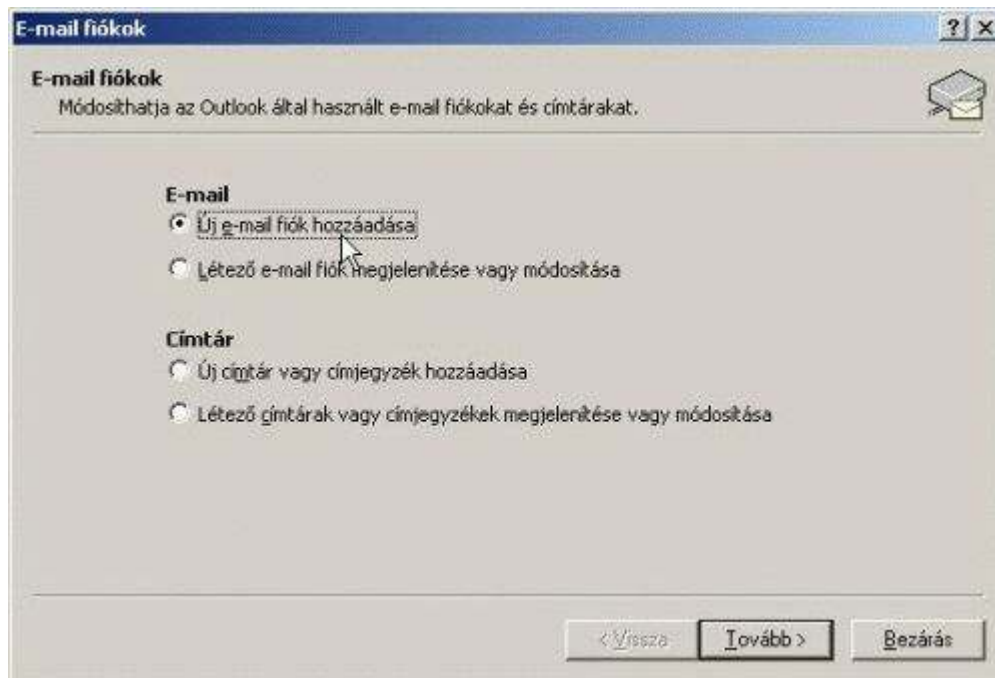 E-mail fiókok
E-mail fiókok
Módosíthatja az Outlook által használt e-mail fiókokat és címtárakat.
E-mail
Új e-mail fiók hozzáadása
Létező e-mail fiók megjelenítése vagy módosítása
Címtár
Új címtár vagy címjegyzék hozzáadása
Létező címtárak vagy címjegyzékek megjelenítése vagy módosítása
< Vissza
Tovább >
Bezárás